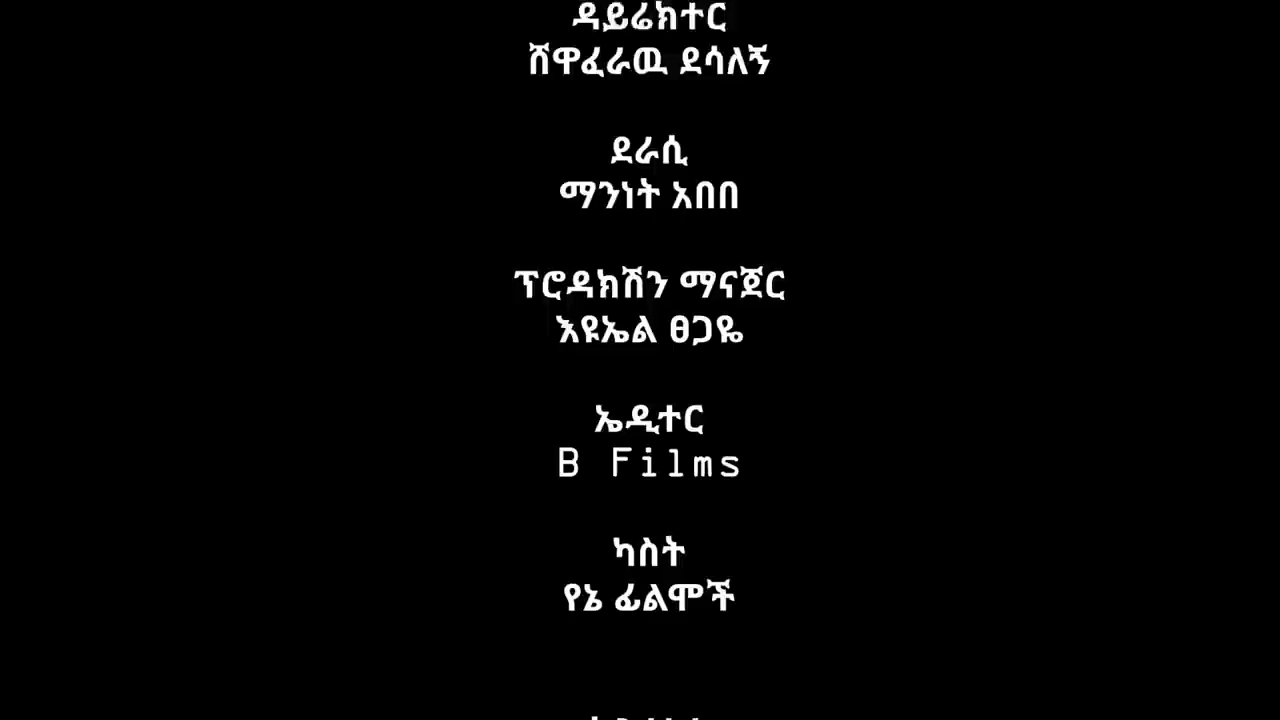 ዳይሬክተር
ሸዋፈራዉ ደሳለኝ
ደራሲ
ማንነት አበበ
ፕሮዳክሽን ማናጀር
እዩኤል ፀጋዬ
ኤዲተር
B Films
ካስት
የኔ ፊልሞች